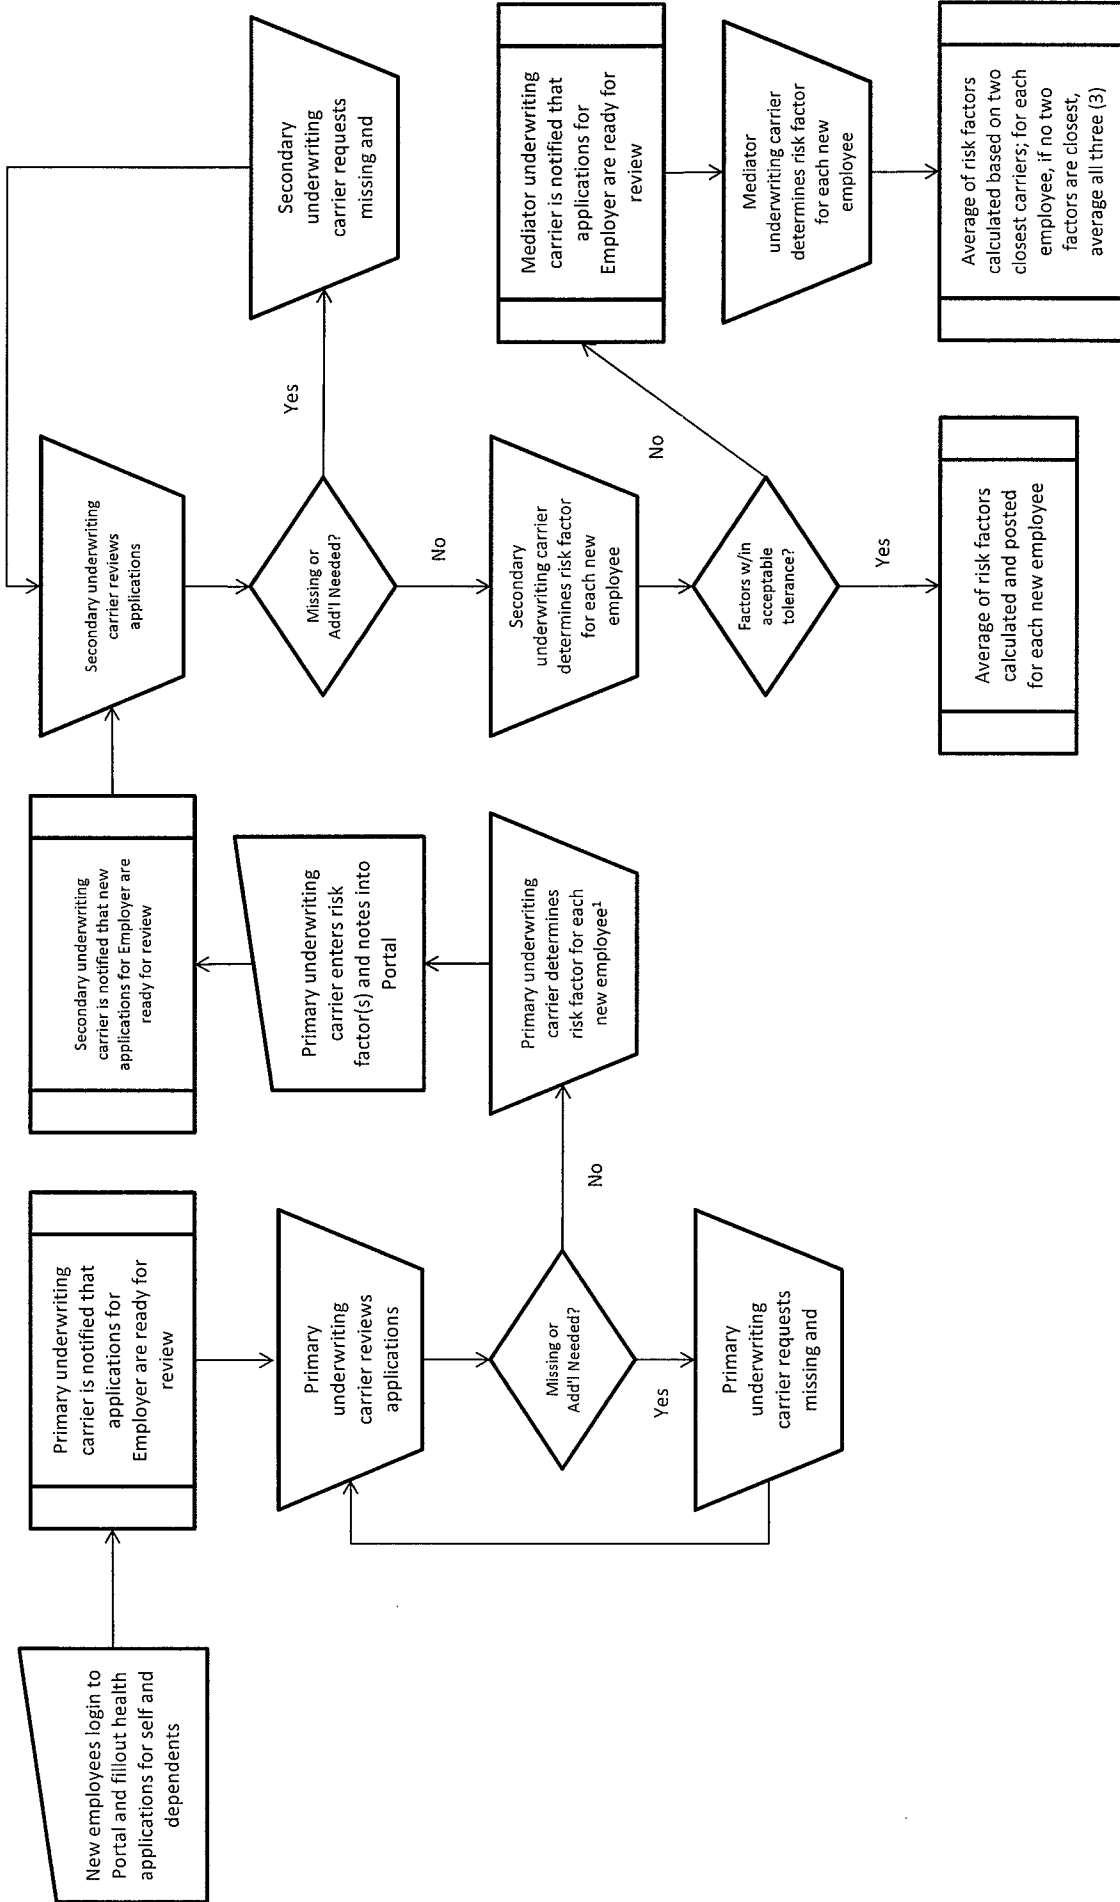 New employees login to
Portal and fillout health
applications for self and
dependents
Primary underwriting
carrier is notified that
applications for
Employer are ready for
review
Primary
underwriting
carrier reviews
applications
Missing or
Add'l Needed?
Yes
No
Primary
underwriting
carrier requests
missing and
Primary underwriting
carrier determines
risk factor for each
new employee¹
Primary underwriting
carrier enters risk
factor(s) and notes into
Portal
Secondary underwriting
carrier is notified that new
applications for Employer are
ready for review
Secondary underwriting
carrier reviews
applications
Missing or
Add'l Needed?
Yes
No
Secondary
underwriting
carrier requests
missing and
Secondary
underwriting carrier
determines risk factor
for each new
employee
Factors w/in
acceptable
tolerance?
No
Yes
Average of risk factors
calculated and posted
for each new employee
Mediator underwriting
carrier is notified that
applications for
Employer are ready for
review
Mediator
underwriting carrier
determines risk factor
for each new
employee
Average of risk factors
calculated based on two
closest carriers; for each
employee, if no two
factors are closest,
average all three (3)